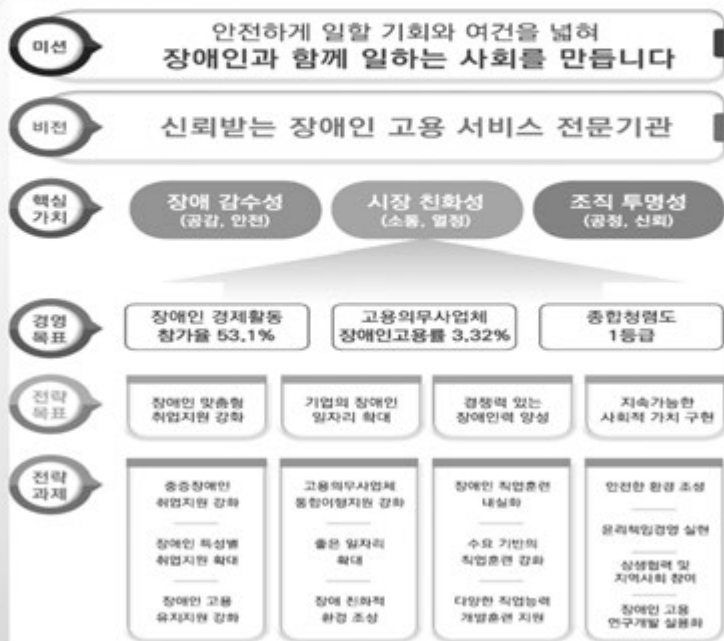 미션
안전하게 일할 기회와 여건을 넓혀
장애인과 함께 일하는 사회를 만듭니다
비전
신뢰받는 장애인 고용 서비스 전문기관
핵심
가치
장애 감수성
(공감, 안전)
시장 친화성
(소통, 열정)
조직 투명성
(공정, 신뢰)
경영
목표
장애인 경제활동
참가율 53.1%
고용의무사업체
장애인고용률 3.32%
종합청렴도
1등급
전략
목표
장애인 맞춤형
취업지원 강화
기업의 장애인
일자리 확대
경쟁력 있는
장애인력 양성
지속가능한
사회적 가치 구현
전략
과제
중증장애인
취업지원 강화
장애인 특성별
취업지원 확대
장애인 고용
유지지원 강화
고용의무사업체
통합이행지원 강화
좋은 일자리
확대
장애 친화적
환경 조성
장애인 직업훈련
내실화
수요 기반의
직업훈련 강화
다양한 직업능력
개발훈련 지원
안전한 환경 조성
윤리책임경영 실현
상생협력 및
지역사회 참여
장애인 고용
연구개발 실용화